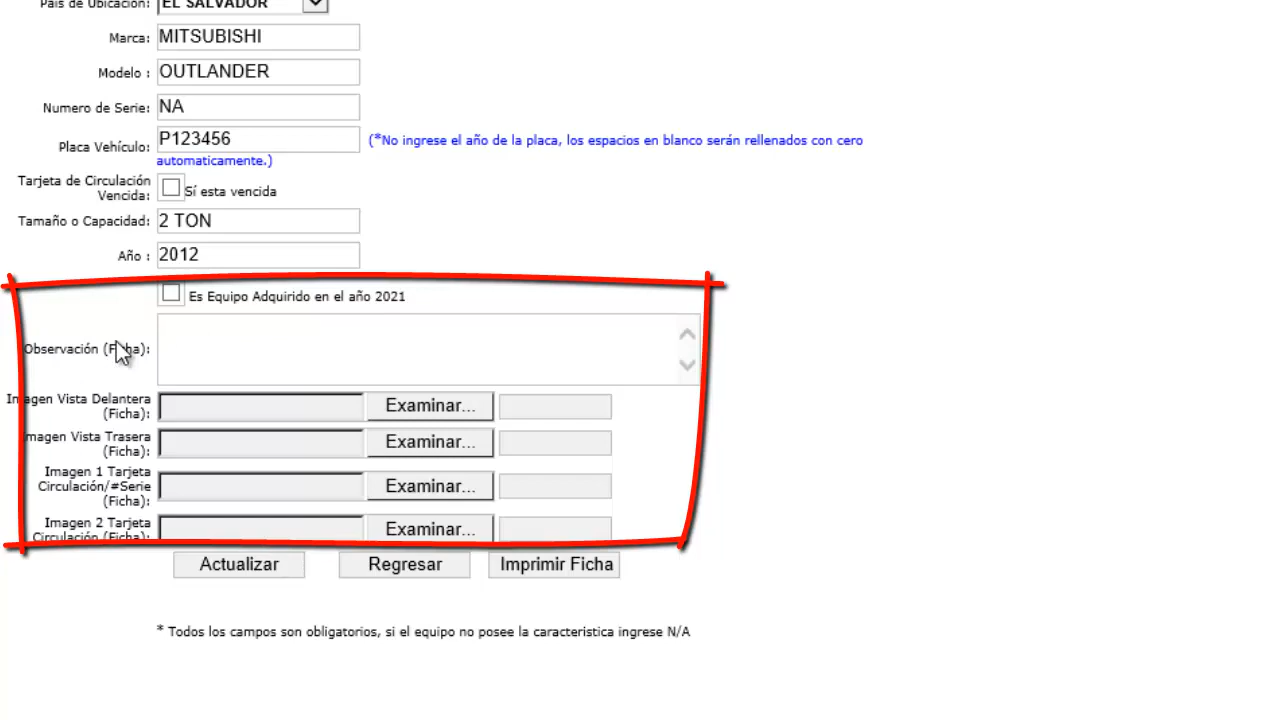 País de Ubicación: EL SALVADOR
Marca: MITSUBISHI
Modelo : OUTLANDER
Numero de Serie: NA
Placa Vehículo: P123456 (*No ingrese el año de la placa, los espacios en blanco serán rellenados con cero
automaticamente.)
Tarjeta de Circulación
Vencida: Sí esta vencida
Tamaño o Capacidad: 2 TON
Año : 2012
Es Equipo Adquirido en el año 2021
Observación (Ficha):
Imagen Vista Delantera
(Ficha): Examinar...
Imagen Vista Trasera
(Ficha): Examinar...
Imagen 1 Tarjeta
Circulación/#Serie
(Ficha): Examinar...
Imagen 2 Tarjeta
Circulación (Ficha): Examinar...
Actualizar Regresar Imprimir Ficha
* Todos los campos son obligatorios, si el equipo no posee la caracteristica ingrese N/A